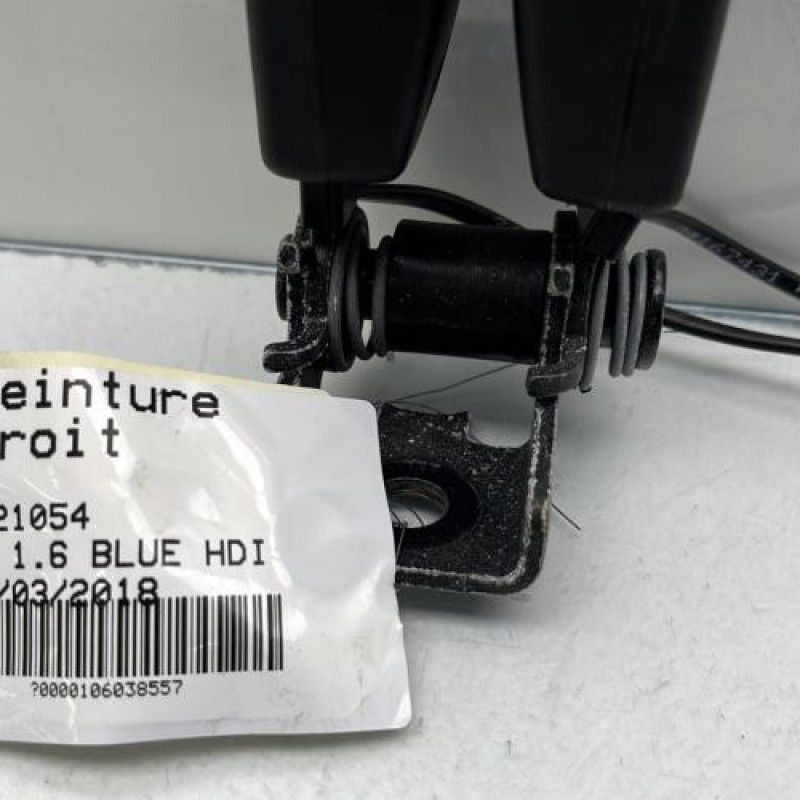 einture
roit
21054
1.6 BLUE HDI
/03/2018
?0000106038557